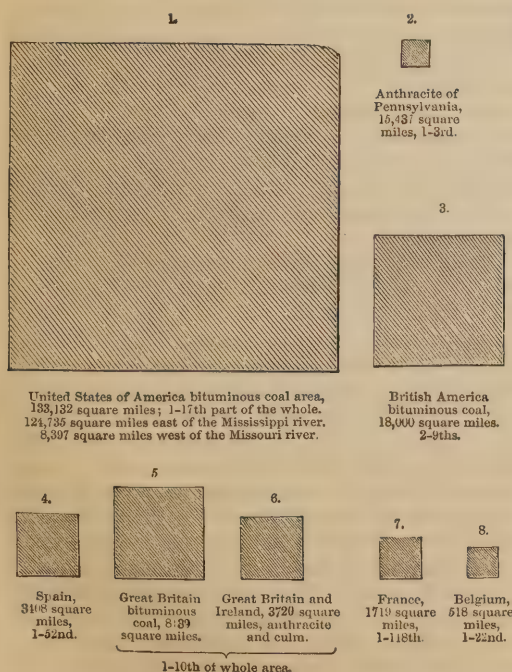 1.
2.
Anthracite of
Pennsylvania,
15,437 square
miles, 1-3rd.
3.
United States of America bituminous coal area,
133,132 square miles; 1-17th part of the whole.
124,735 square miles east of the Mississippi river.
8,397 square miles west of the Missouri river.
British America
bituminous coal,
18,000 square miles.
2-9ths.
4.
5
6.
7.
8.
Spain,
3408 square
miles,
1-52nd.
Great Britain
bituminous
coal, 8139
square miles.
Great Britain and
Ireland, 3720 square
miles, anthracite
and culm.
France,
1719 square
miles,
1-118th.
Belgium,
518 square
miles,
1-22nd.
1-10th of whole area.